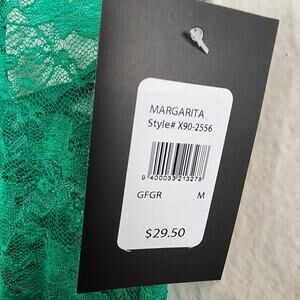 MARGARITA
Style# X90-2556
9 400033 213278
GFGR M
$29.50